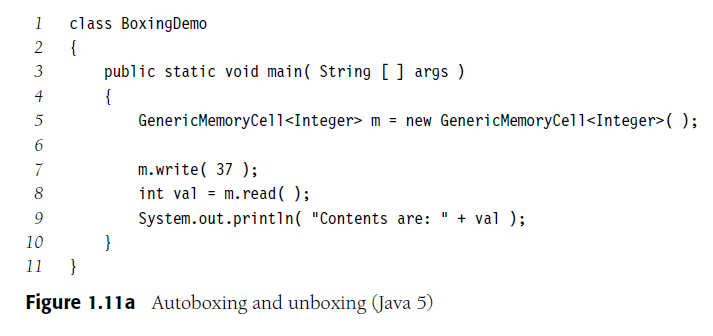 1 class BoxingDemo
2 {
3     public static void main( String [ ] args )
4     {
5         GenericMemoryCell<Integer> m = new GenericMemoryCell<Integer>( );
6
7         m.write( 37 );
8         int val = m.read( );
9         System.out.println( "Contents are: " + val );
10     }
11 }
Figure 1.11a Autoboxing and unboxing (Java 5)